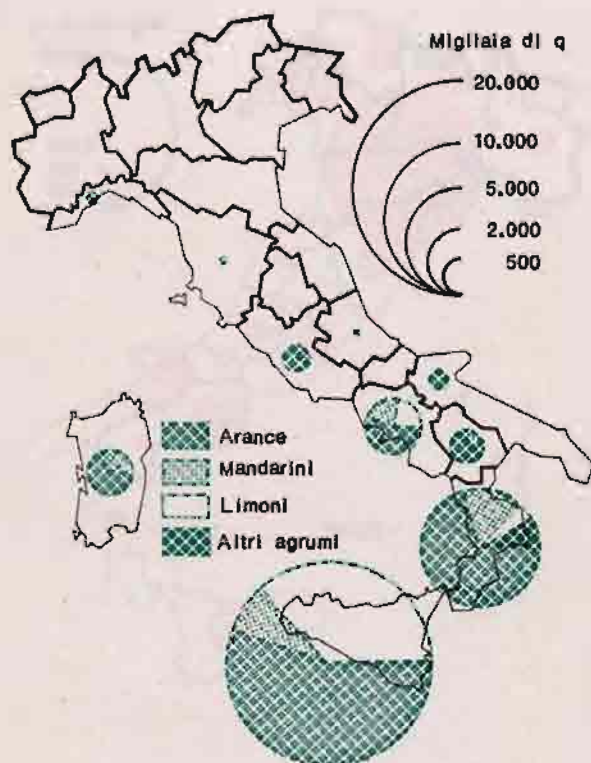 Migliaia di q
20.000
10.000
5.000
2.000
500
Arance
Mandarini
Limoni
Altri agrumi